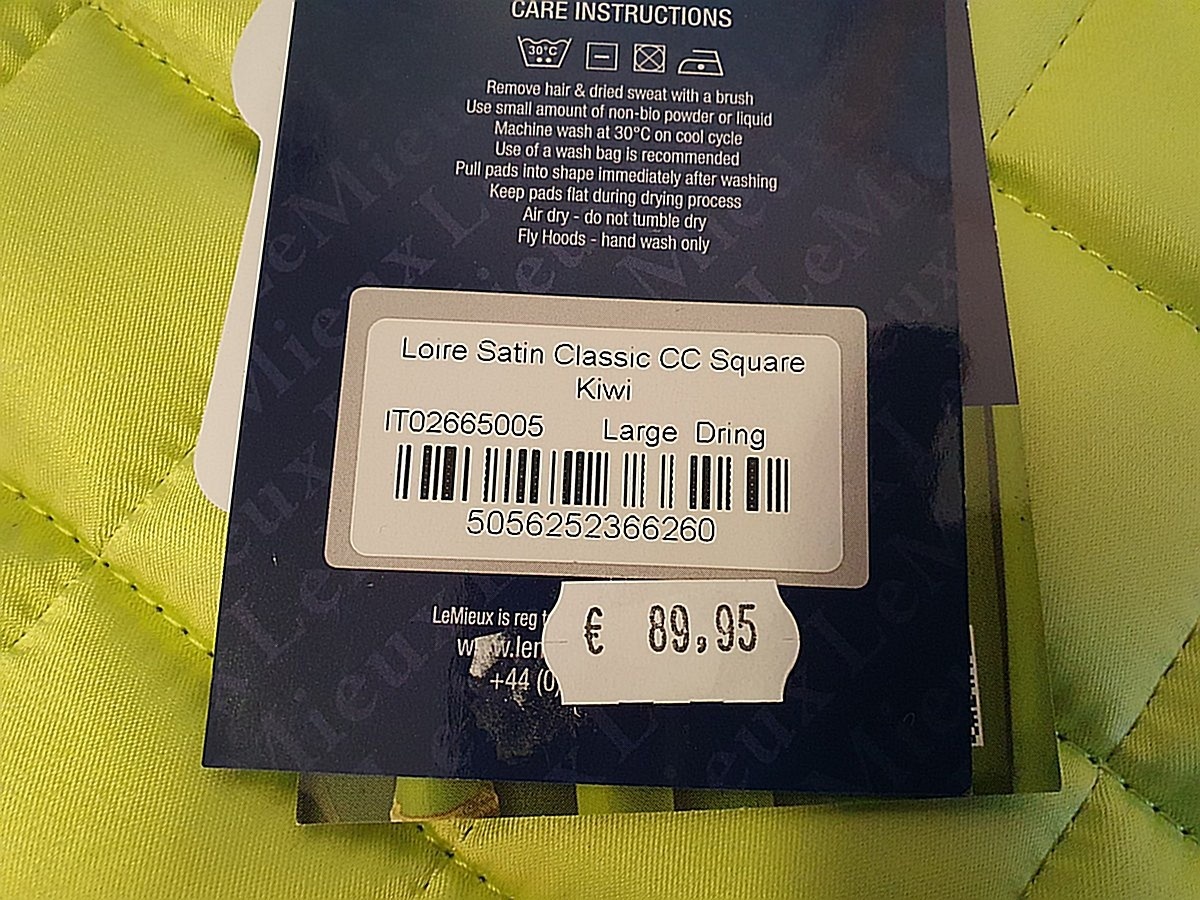 CARE INSTRUCTIONS
30°C
Remove hair & dried sweat with a brush
Use small amount of non-bio powder or liquid
Machine wash at 30°C on cool cycle
Use of a wash bag is recommended
Pull pads into shape immediately after washing
Keep pads flat during drying process
Air dry - do not tumble dry
Fly Hoods - hand wash only
Loire Satin Classic CC Square
Kiwi
IT02665005 Large Dring
5056252366260
LeMieux is reg
€ 89,95
+44 (0)